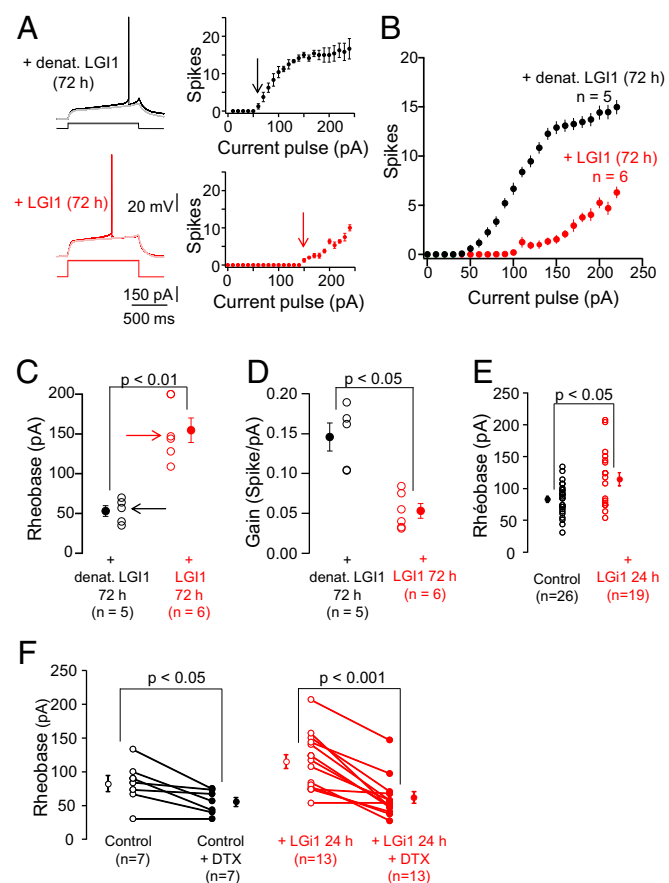 A
+ denat. LGI1
(72 h)
20
10
0
Spikes
0
100
200
Current pulse (pA)
+ LGI1 (72 h)
20 mV
150 pA
500 ms
20
10
0
Spikes
0
100
200
Current pulse (pA)
B
20
15
10
5
0
Spikes
+ denat. LGI1 (72 h)
n = 5
+ LGI1 (72 h)
n = 6
0
50
100
150
200
250
Current pulse (pA)
C
p < 0.01
200
150
100
50
0
Rheobase (pA)
+
denat. LGI1
72 h
(n = 5)
+
LGI1
72 h
(n = 6)
D
p < 0.05
0.20
0.15
0.10
0.05
0.00
Gain (Spike/pA)
+
denat. LGI1
72 h
(n = 5)
+
LGI1 72 h
(n = 6)
E
p < 0.05
250
200
150
100
50
0
Rhéobase (pA)
Control
(n=26)
+
LGi1 24 h
(n=19)
F
250
200
150
100
50
0
Rheobase (pA)
p < 0.05
p < 0.001
Control
(n=7)
Control
+ DTX
(n=7)
+ LGi1 24 h
(n=13)
+ LGi1 24 h
+ DTX
(n=13)